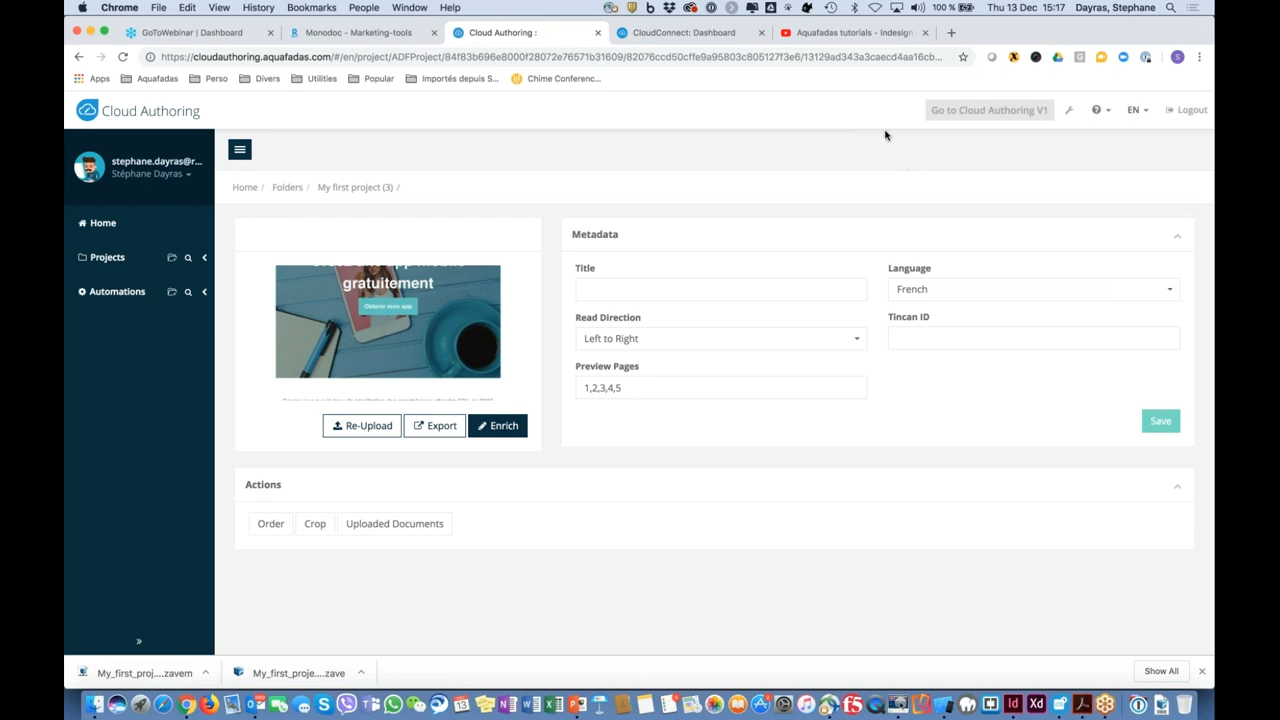 Chrome File Edit View History Bookmarks People Window Help 100 % Thu 13 Dec 15:17 Dayras, Stephane
GoToWebinar | Dashboard Monodoc - Marketing-tools Cloud Authoring : CloudConnect: Dashboard Aquafadas tutorials - Indesign
https://cloudauthoring.aquafadas.com/#/en/project/ADFProject/84f83b696e8000f28072e76571b31609/82076ccd50cffe9a95803c805127f3e6/13129ad343a3caecd4aa16cb...
Apps Aquafadas Perso Divers Utilities Popular Importés depuis S... Chime Conferenc...
Cloud Authoring Go to Cloud Authoring V1 EN Logout
stephane.dayras@r...
Stéphane Dayras
Home / Folders / My first project (3) /
Home
Projects
Automations
gratuitement
Obtenir mon app
Re-Upload Export Enrich
Metadata
Title Language
French
Read Direction Tincan ID
Left to Right
Preview Pages
1,2,3,4,5
Save
Actions
Order Crop Uploaded Documents
My_first_proj....zavem My_first_proje....zave Show All